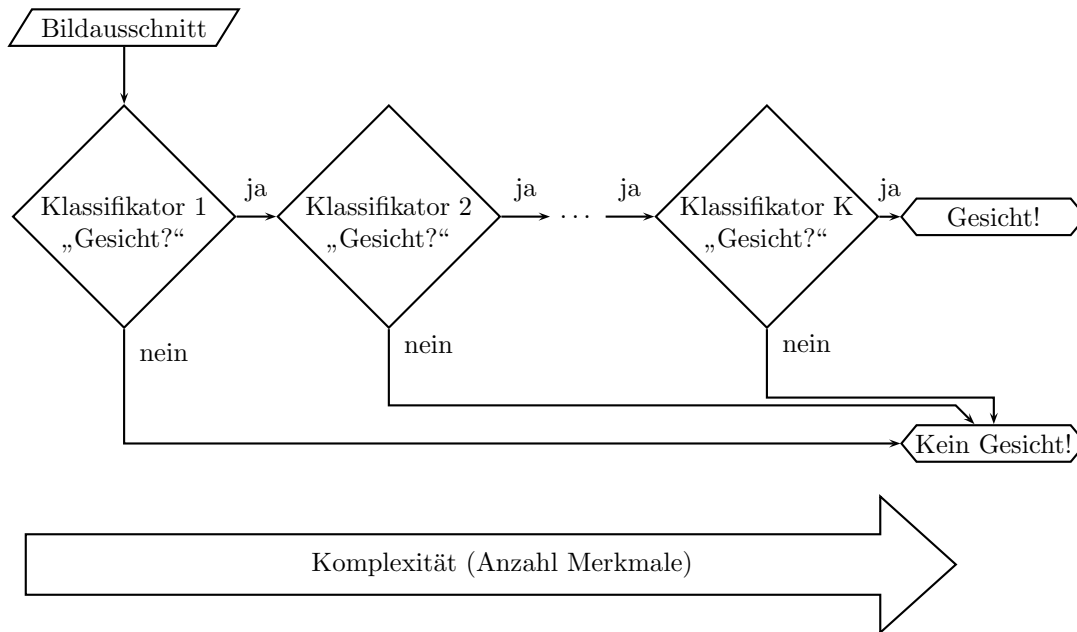 Bildausschnitt
Klassifikator 1
„Gesicht?“
ja
Klassifikator 2
„Gesicht?“
ja
. . .
ja
Klassifikator K
„Gesicht?“
ja
Gesicht!
nein
nein
nein
Kein Gesicht!
Komplexität (Anzahl Merkmale)